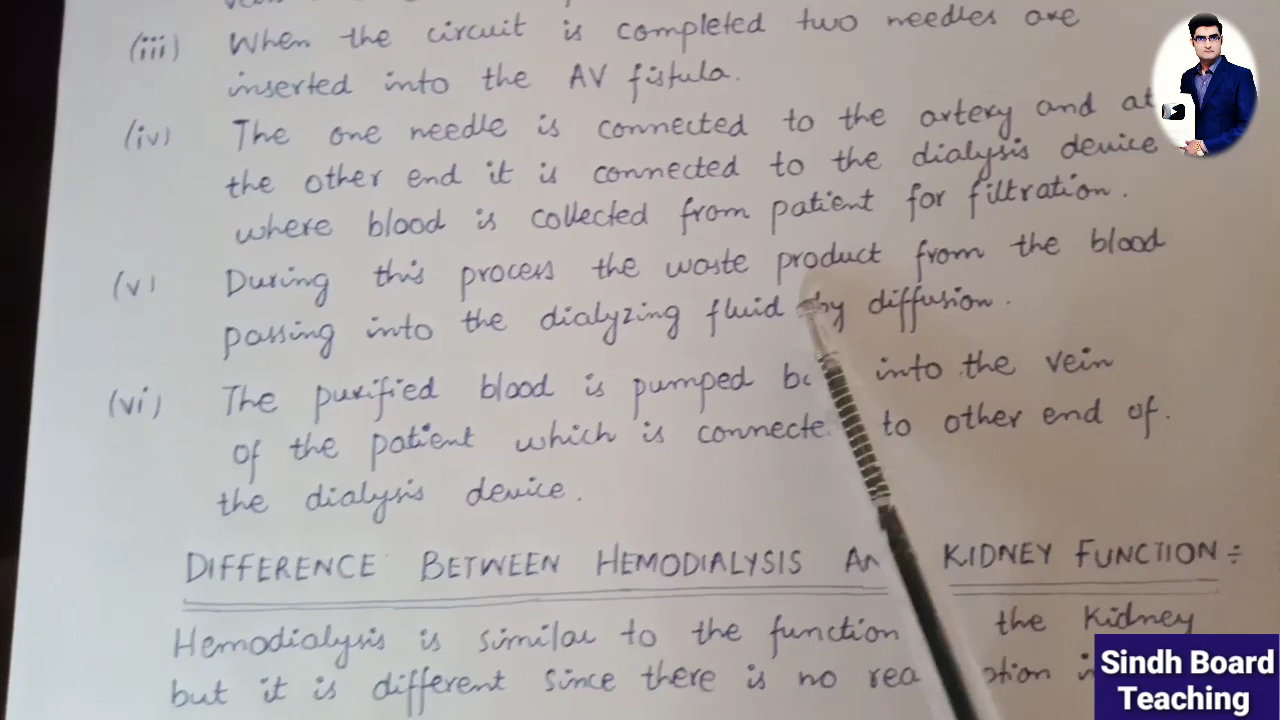 (iii) When the circuit is completed two needles are
inserted into the AV fistula.
(iv) The one needle is connected to the artery and at
the other end it is connected to the dialysis device
where blood is collected from patient for filtration.
(v) During this process the waste product from the blood
passing into the dialyzing fluid by diffusion.
(vi) The purified blood is pumped into the vein
of the patient which is to other end of
the dialysis device.
DIFFERENCE BETWEEN HEMODIALYSIS KIDNEY FUNCTION:
Hemodialysis is similar to the function the Kidney
but it is different since there is no
Sindh Board
Teaching